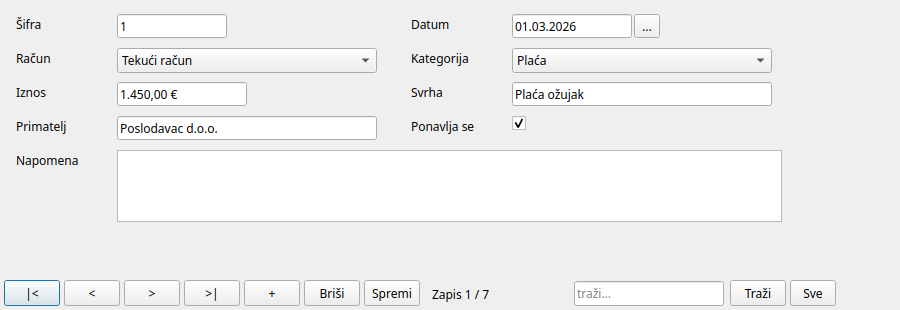 Šifra 1 Datum 01.03.2026 ...
Račun Tekući račun Kategorija Plaća
Iznos 1.450,00 € Svrha Plaća ožujak
Primatelj Poslodavac d.o.o. Ponavlja se
Napomena
|< < > >| + Briši Spremi Zapis 1 / 7 traži... Traži Sve